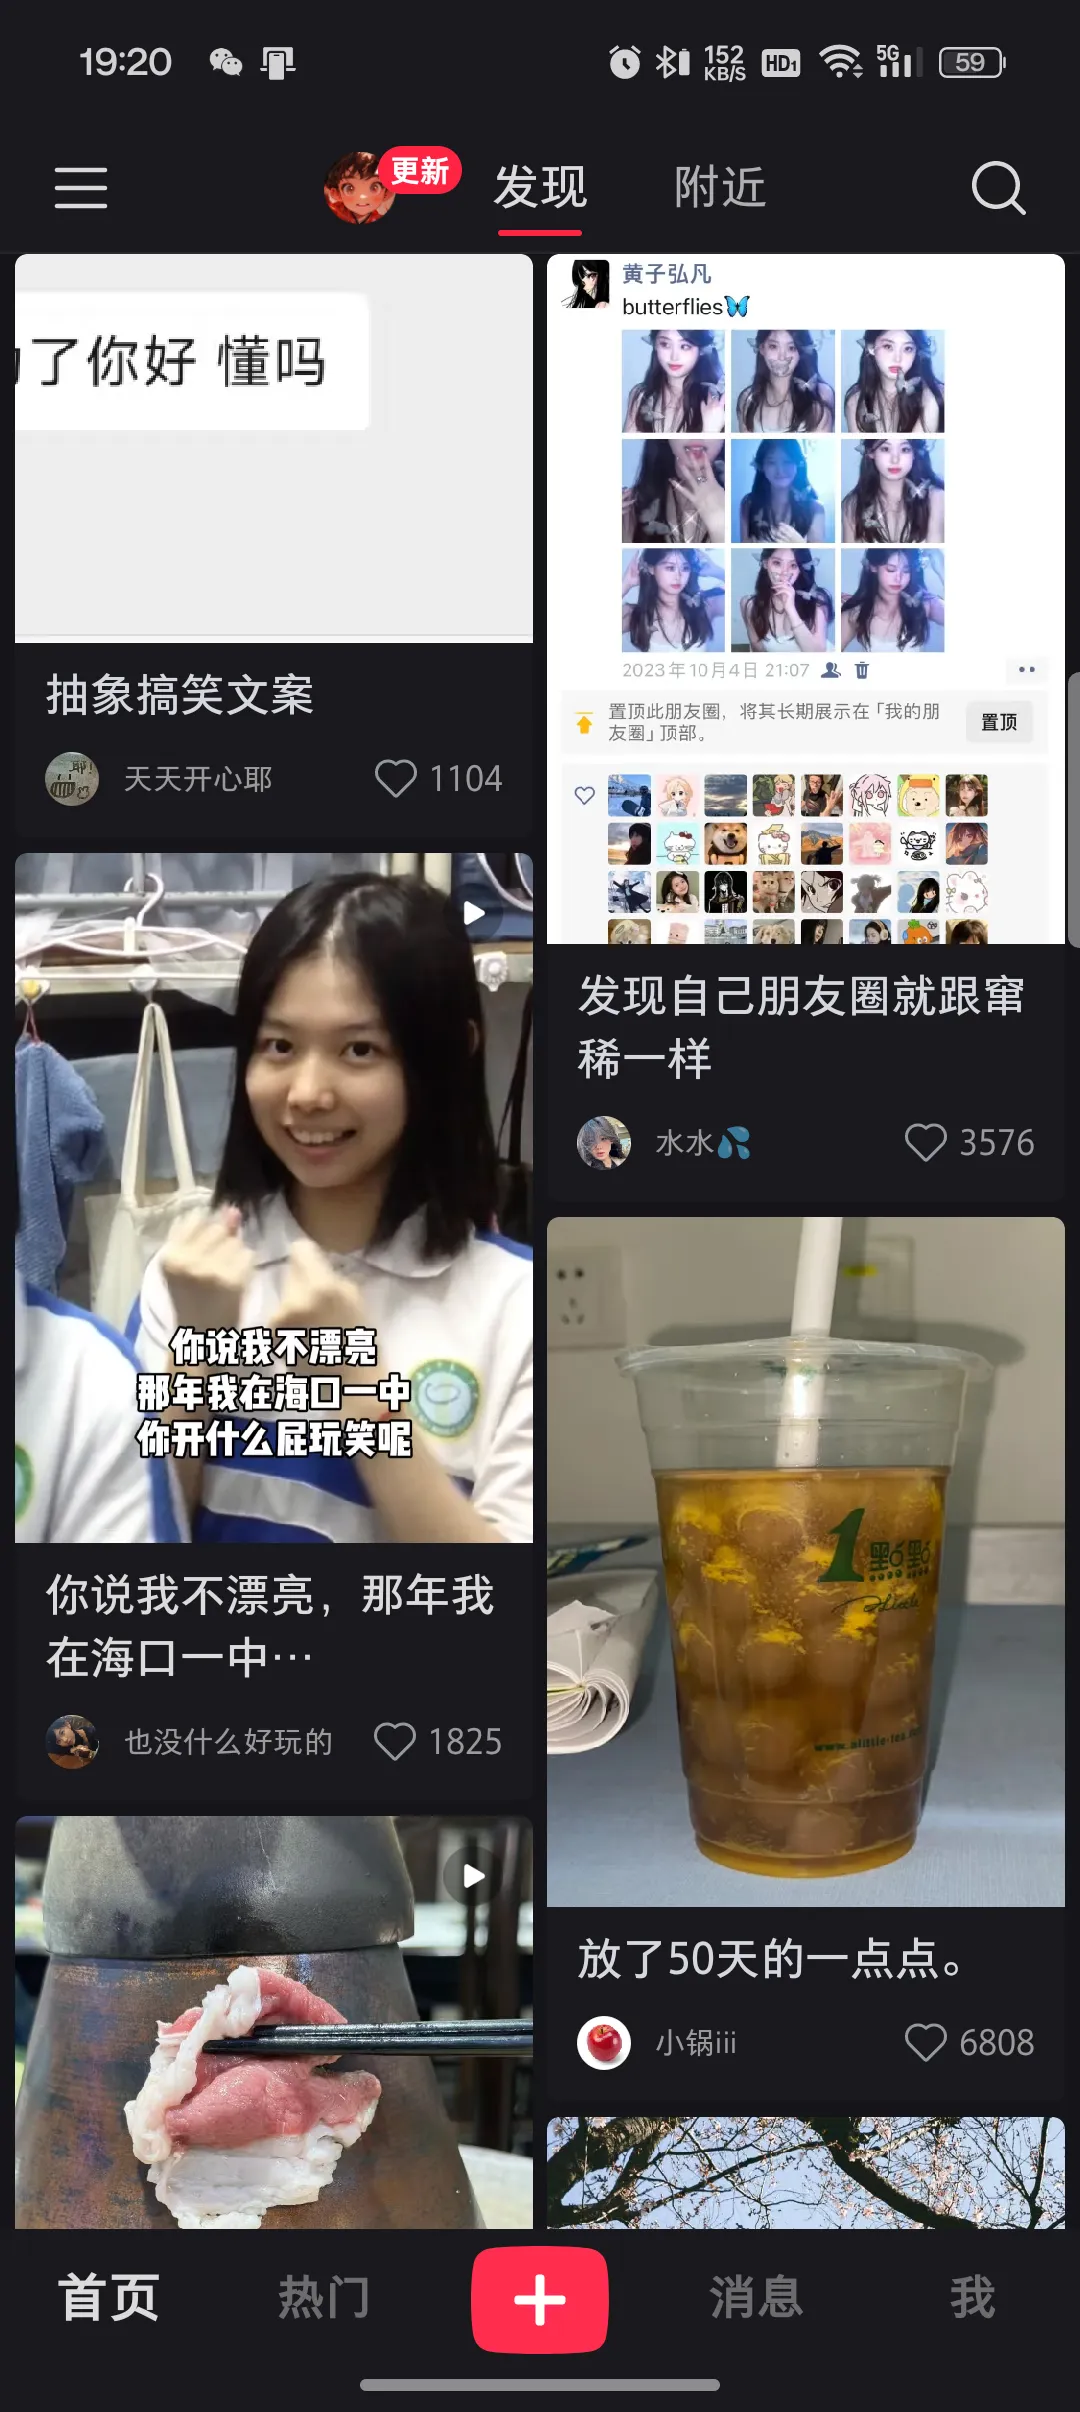 19:20
152
KB/S
HD1
5G
59
更新
发现
附近
了你好 懂吗
抽象搞笑文案
天天开心耶
1104
黄子弘凡
butterflies🦋
2023年10月4日 21:07
置顶此朋友圈，将其长期展示在「我的朋
友圈」顶部。
置顶
发现自己朋友圈就跟窜
稀一样
水水💦
3576
你说我不漂亮
那年我在海口一中
你开什么屁玩笑呢
你说我不漂亮，那年我
在海口一中…
也没什么好玩的
1825
1點點
www.alittle-tea.
放了50天的一点点。
小锅iii
6808
首页
热门
消息
我